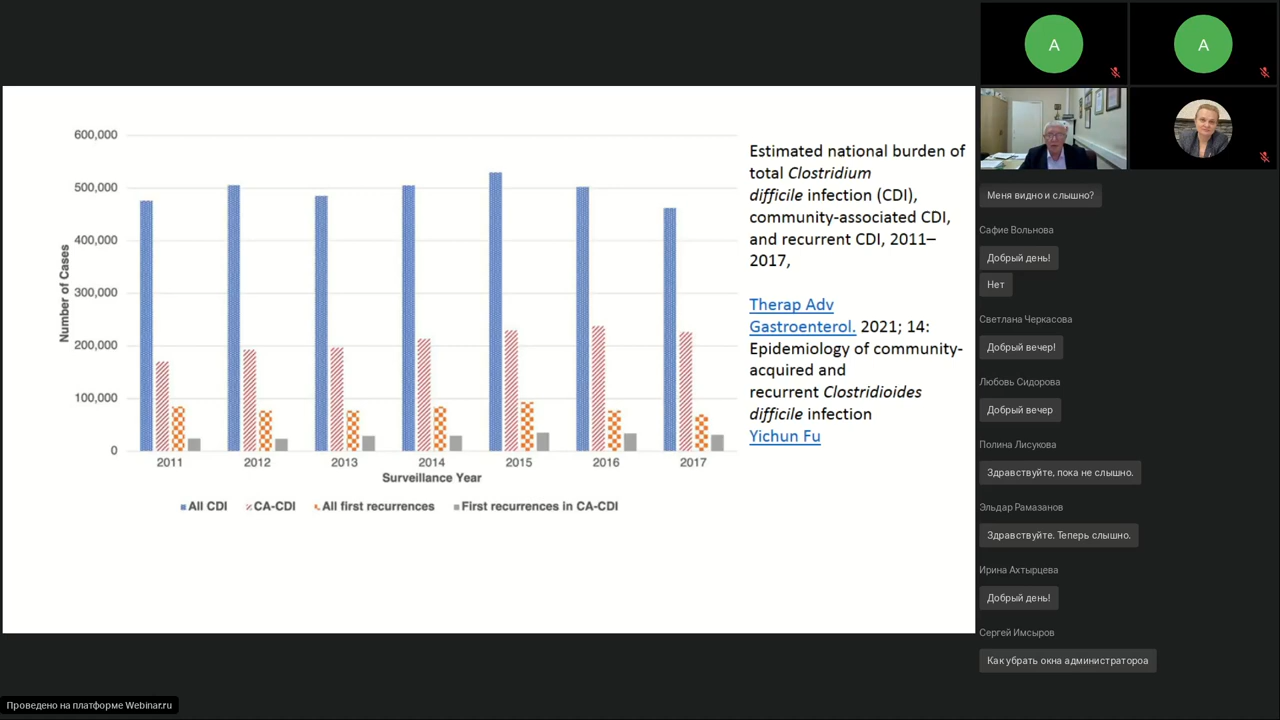 600,000
500,000
400,000
300,000
200,000
100,000
0
Number of Cases
2011 2012 2013 2014 2015 2016 2017
Surveillance Year
All CDI CA-CDI All first recurrences First recurrences in CA-CDI
Estimated national burden of
total Clostridium
difficile infection (CDI),
community-associated CDI,
and recurrent CDI, 2011–
2017,
Therap Adv
Gastroenterol. 2021; 14:
Epidemiology of community-
acquired and
recurrent Clostridioides
difficile infection
Yichun Fu
A
A
Меня видно и слышно?
Сафие Вольнова
Добрый день!
Нет
Светлана Черкасова
Добрый вечер!
Любовь Сидорова
Добрый вечер
Полина Лисукова
Здравствуйте, пока не слышно.
Эльдар Рамазанов
Здравствуйте. Теперь слышно.
Ирина Ахтырцева
Добрый день!
Сергей Имсыров
Как убрать окна администратороа
Проведено на платформе Webinar.ru